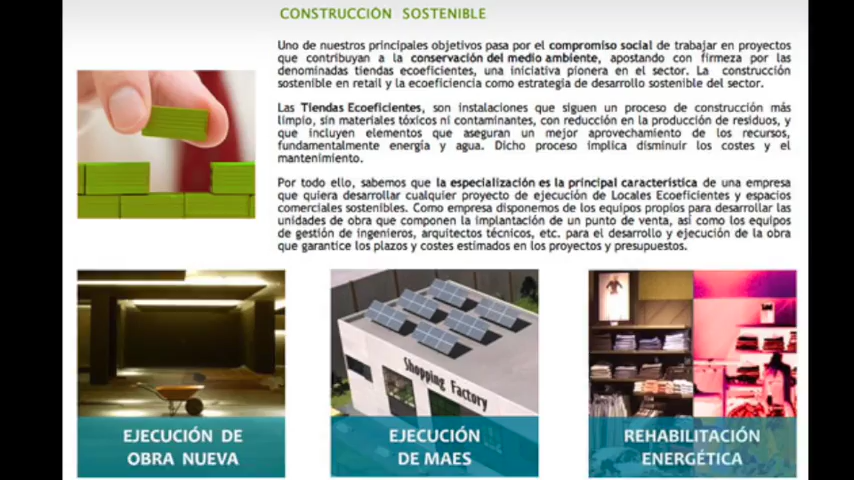 CONSTRUCCIÓN SOSTENIBLE
Uno de nuestros principales objetivos pasa por el compromiso social de trabajar en proyectos
que contribuyan a la conservación del medio ambiente, apostando con firmeza por las
denominadas tiendas ecoeficientes, una iniciativa pionera en el sector. La construcción
sostenible en retail y la ecoeficiencia como estrategia de desarrollo sostenible del sector.
Las Tiendas Ecoeficientes, son instalaciones que siguen un proceso de construcción más
limpio, sin materiales tóxicos ni contaminantes, con reducción en la producción de residuos, y
que incluyen elementos que aseguran un mejor aprovechamiento de los recursos,
fundamentalmente energía y agua. Dicho proceso implica disminuir los costes y el
mantenimiento.
Por todo ello, sabemos que la especialización es la principal característica de una empresa
que quiera desarrollar cualquier proyecto de ejecución de Locales Ecoeficientes y espacios
comerciales sostenibles. Como empresa disponemos de los equipos propios para desarrollar las
unidades de obra que componen la implantación de un punto de venta, así como los equipos
de gestión de ingenieros, arquitectos técnicos, etc. para el desarrollo y ejecución de la obra
que garantice los plazos y costes estimados en los proyectos y presupuestos.
Shopping Factory
EJECUCIÓN DE
OBRA NUEVA
EJECUCIÓN
DE MAES
REHABILITACIÓN
ENERGÉTICA